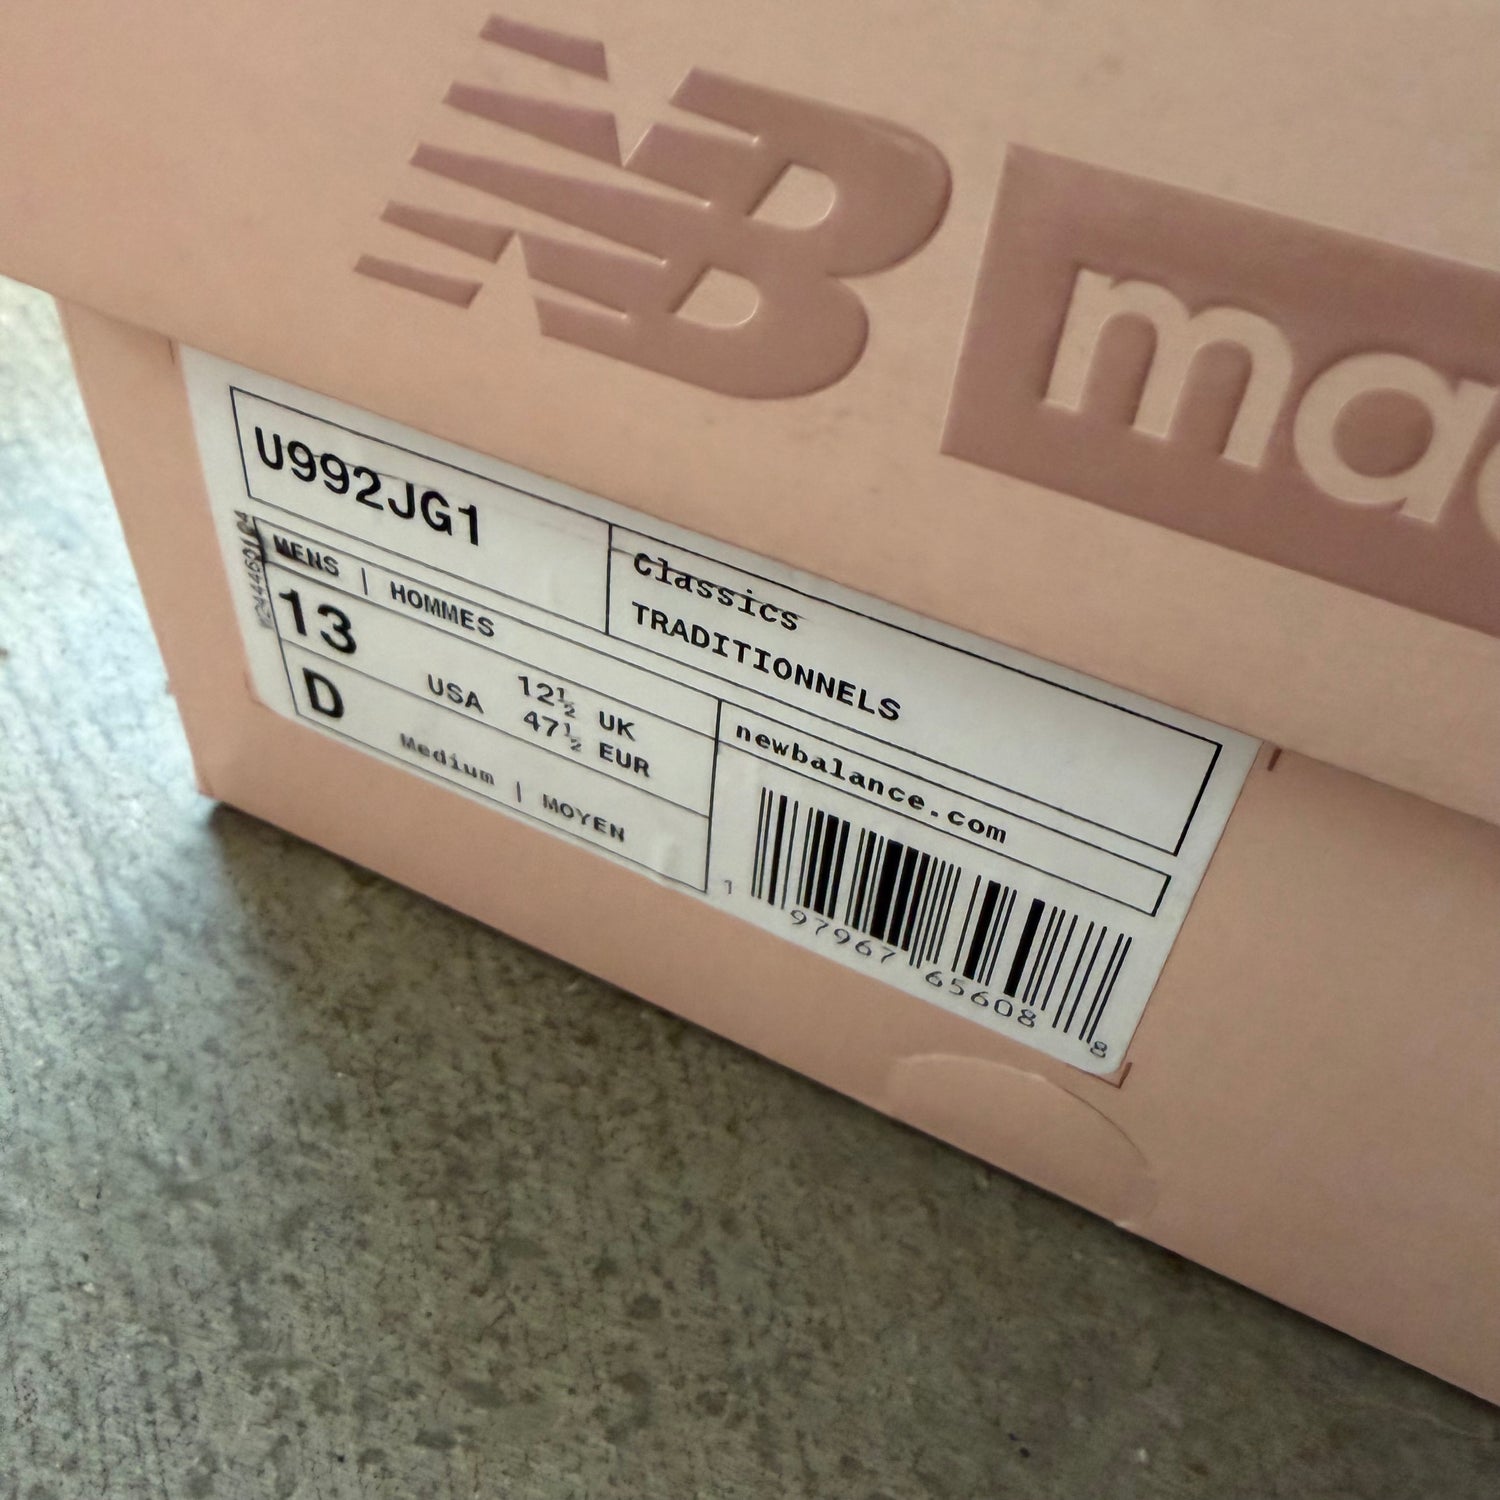 NB
U992JG1
Classics
TRADITIONNELS
MENS | HOMMES
13
USA
12½ UK
47½ EUR
D
Medium | MOYEN
newbalance.com
1 97967 65608 8